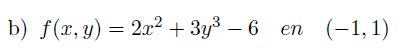 b) f(x, y) = 2x² + 3y³ − 6 en (−1, 1)